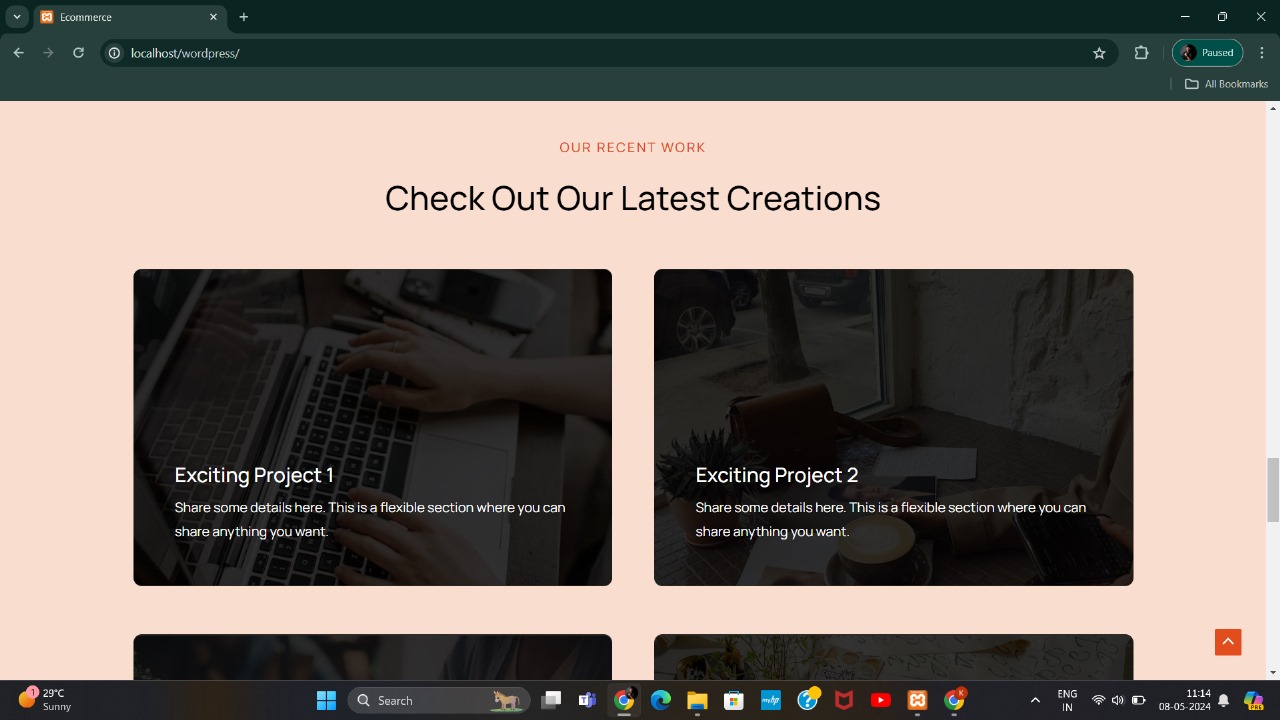 Ecommerce
localhost/wordpress/
Paused
All Bookmarks
OUR RECENT WORK
Check Out Our Latest Creations
Exciting Project 1
Share some details here. This is a flexible section where you can
share anything you want.
Exciting Project 2
Share some details here. This is a flexible section where you can
share anything you want.
1
29°C
Sunny
Search
myhp
K
ENG
IN
11:14
08-05-2024
PRE